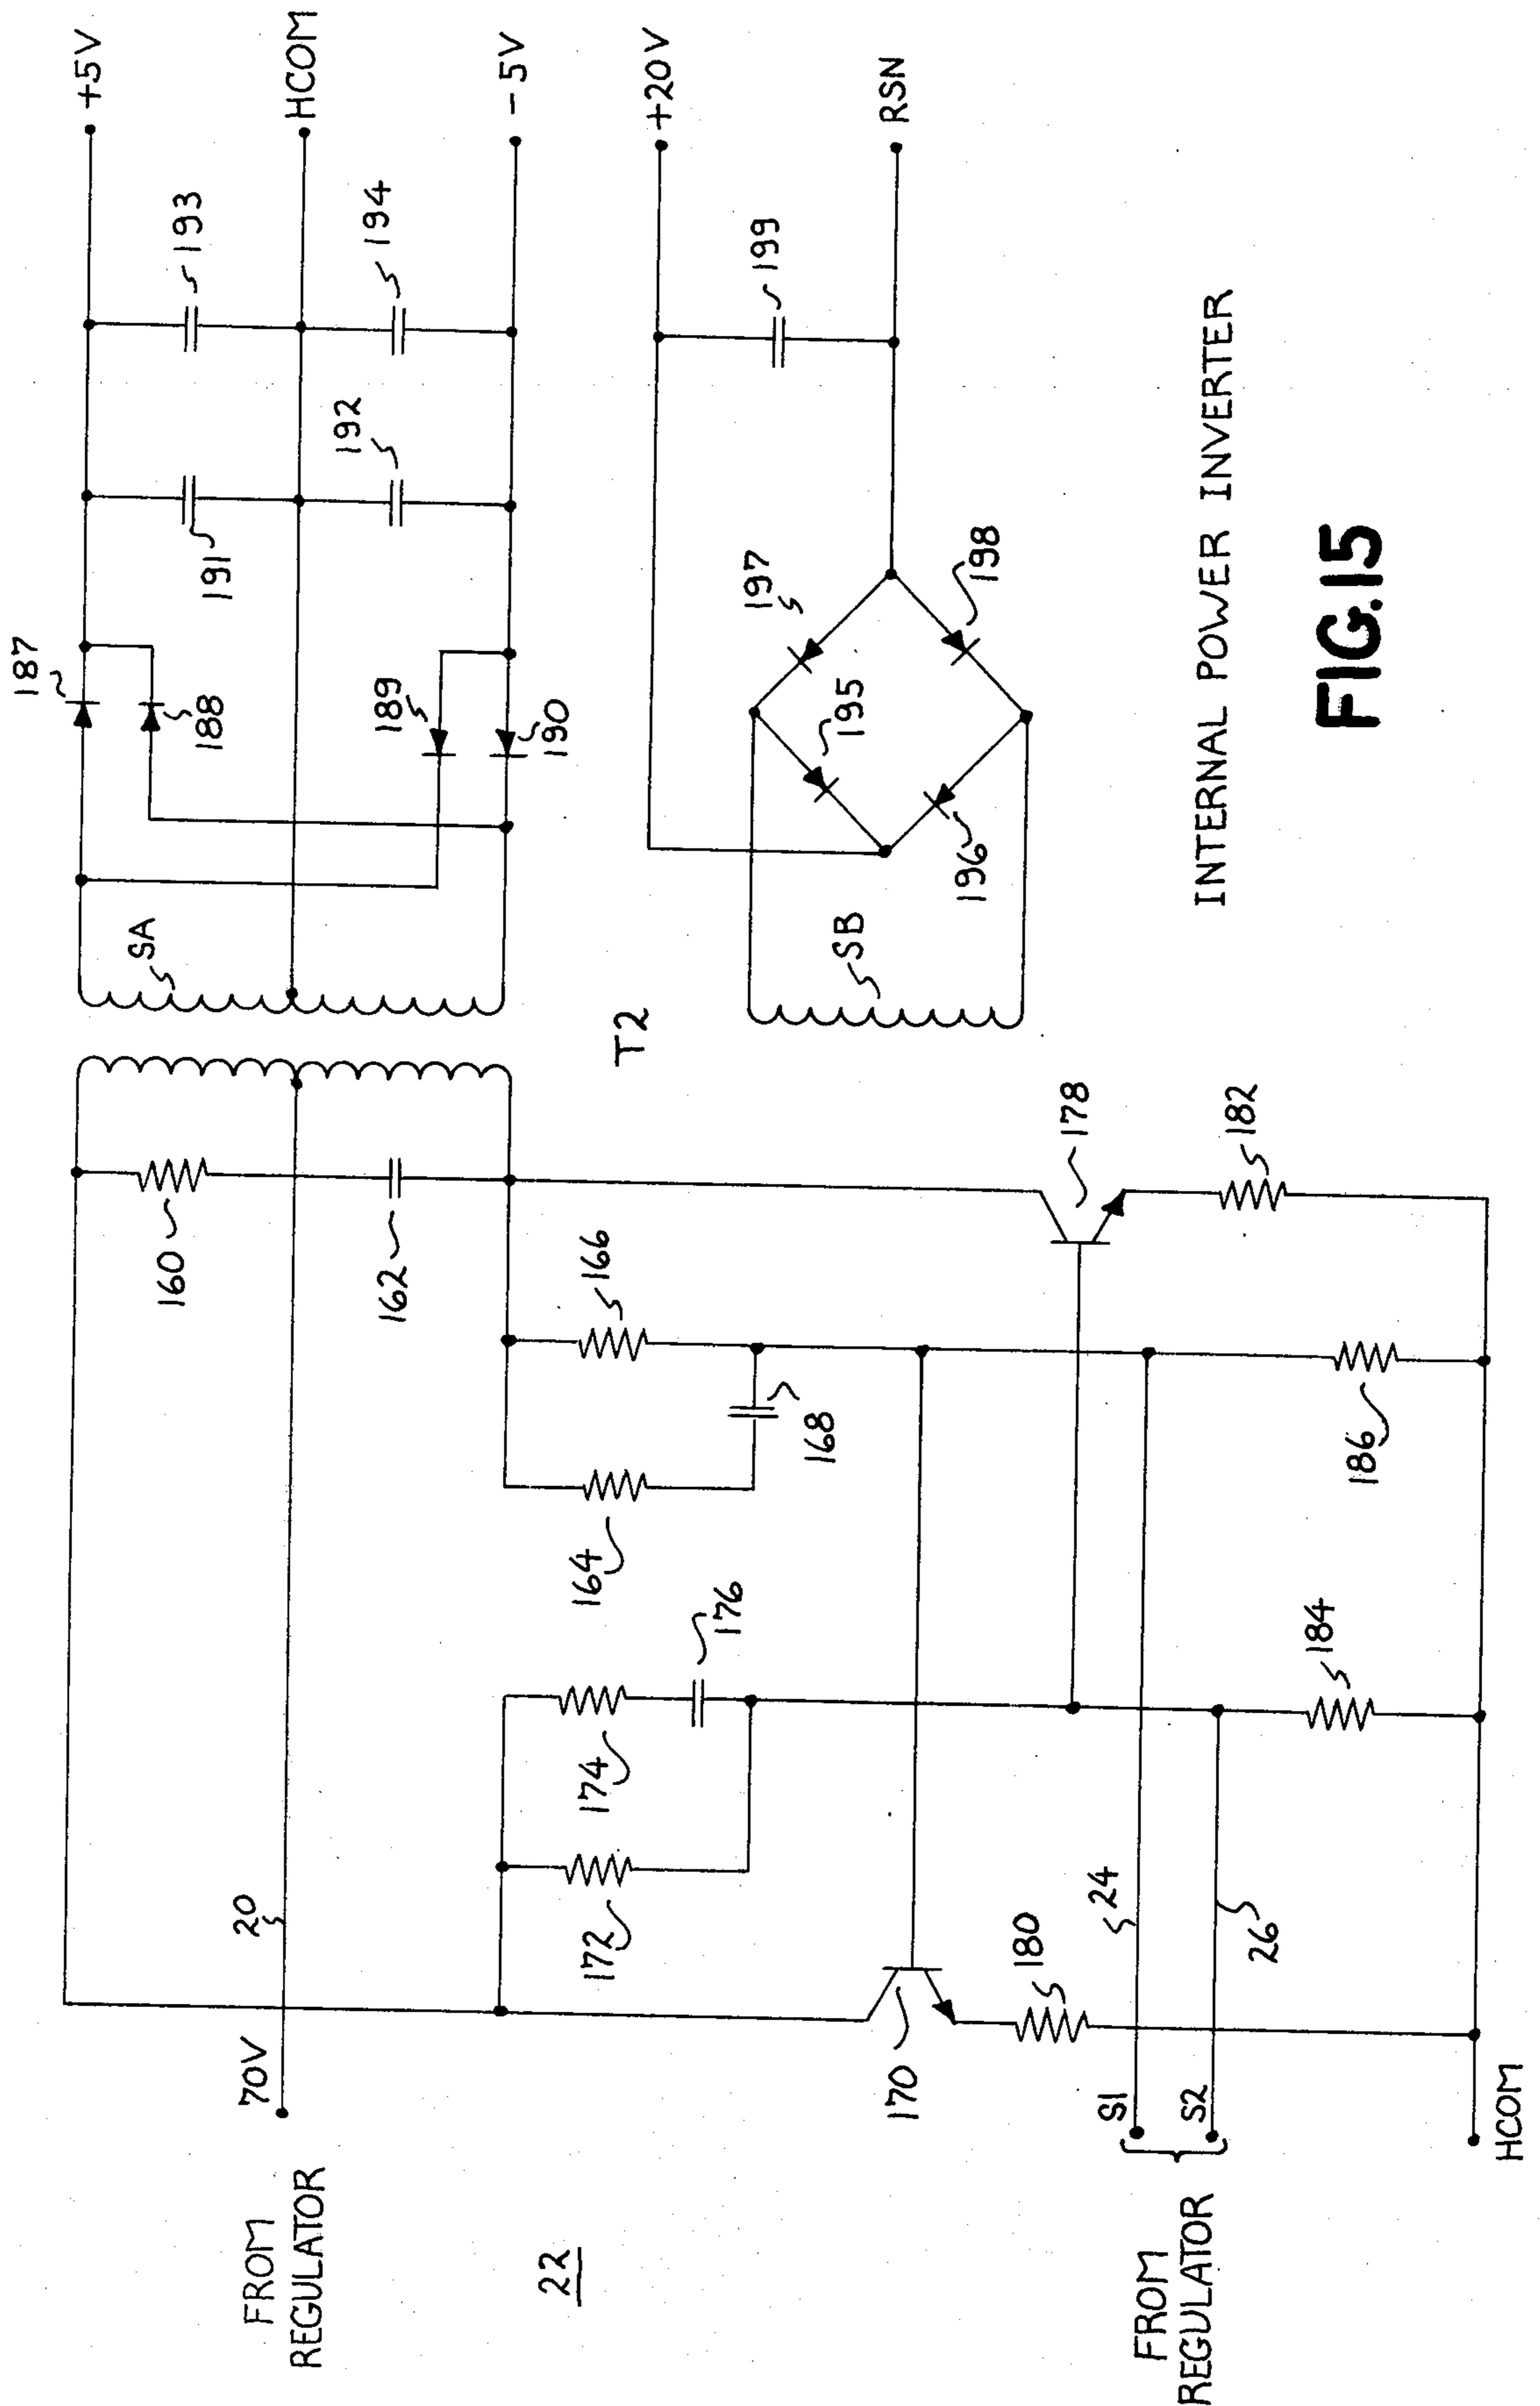 FROM
REGULATOR
70V
20
160
162
166
164
168
174
176
172
22
170
180
178
182
24
26
184
186
FROM
REGULATOR
S1
S2
HCOM
T2
SA
187
188
189
190
191
192
193
194
+5V
HCOM
-5V
SB
195
196
197
198
199
+20V
RSN
INTERNAL POWER INVERTER
FIG.15